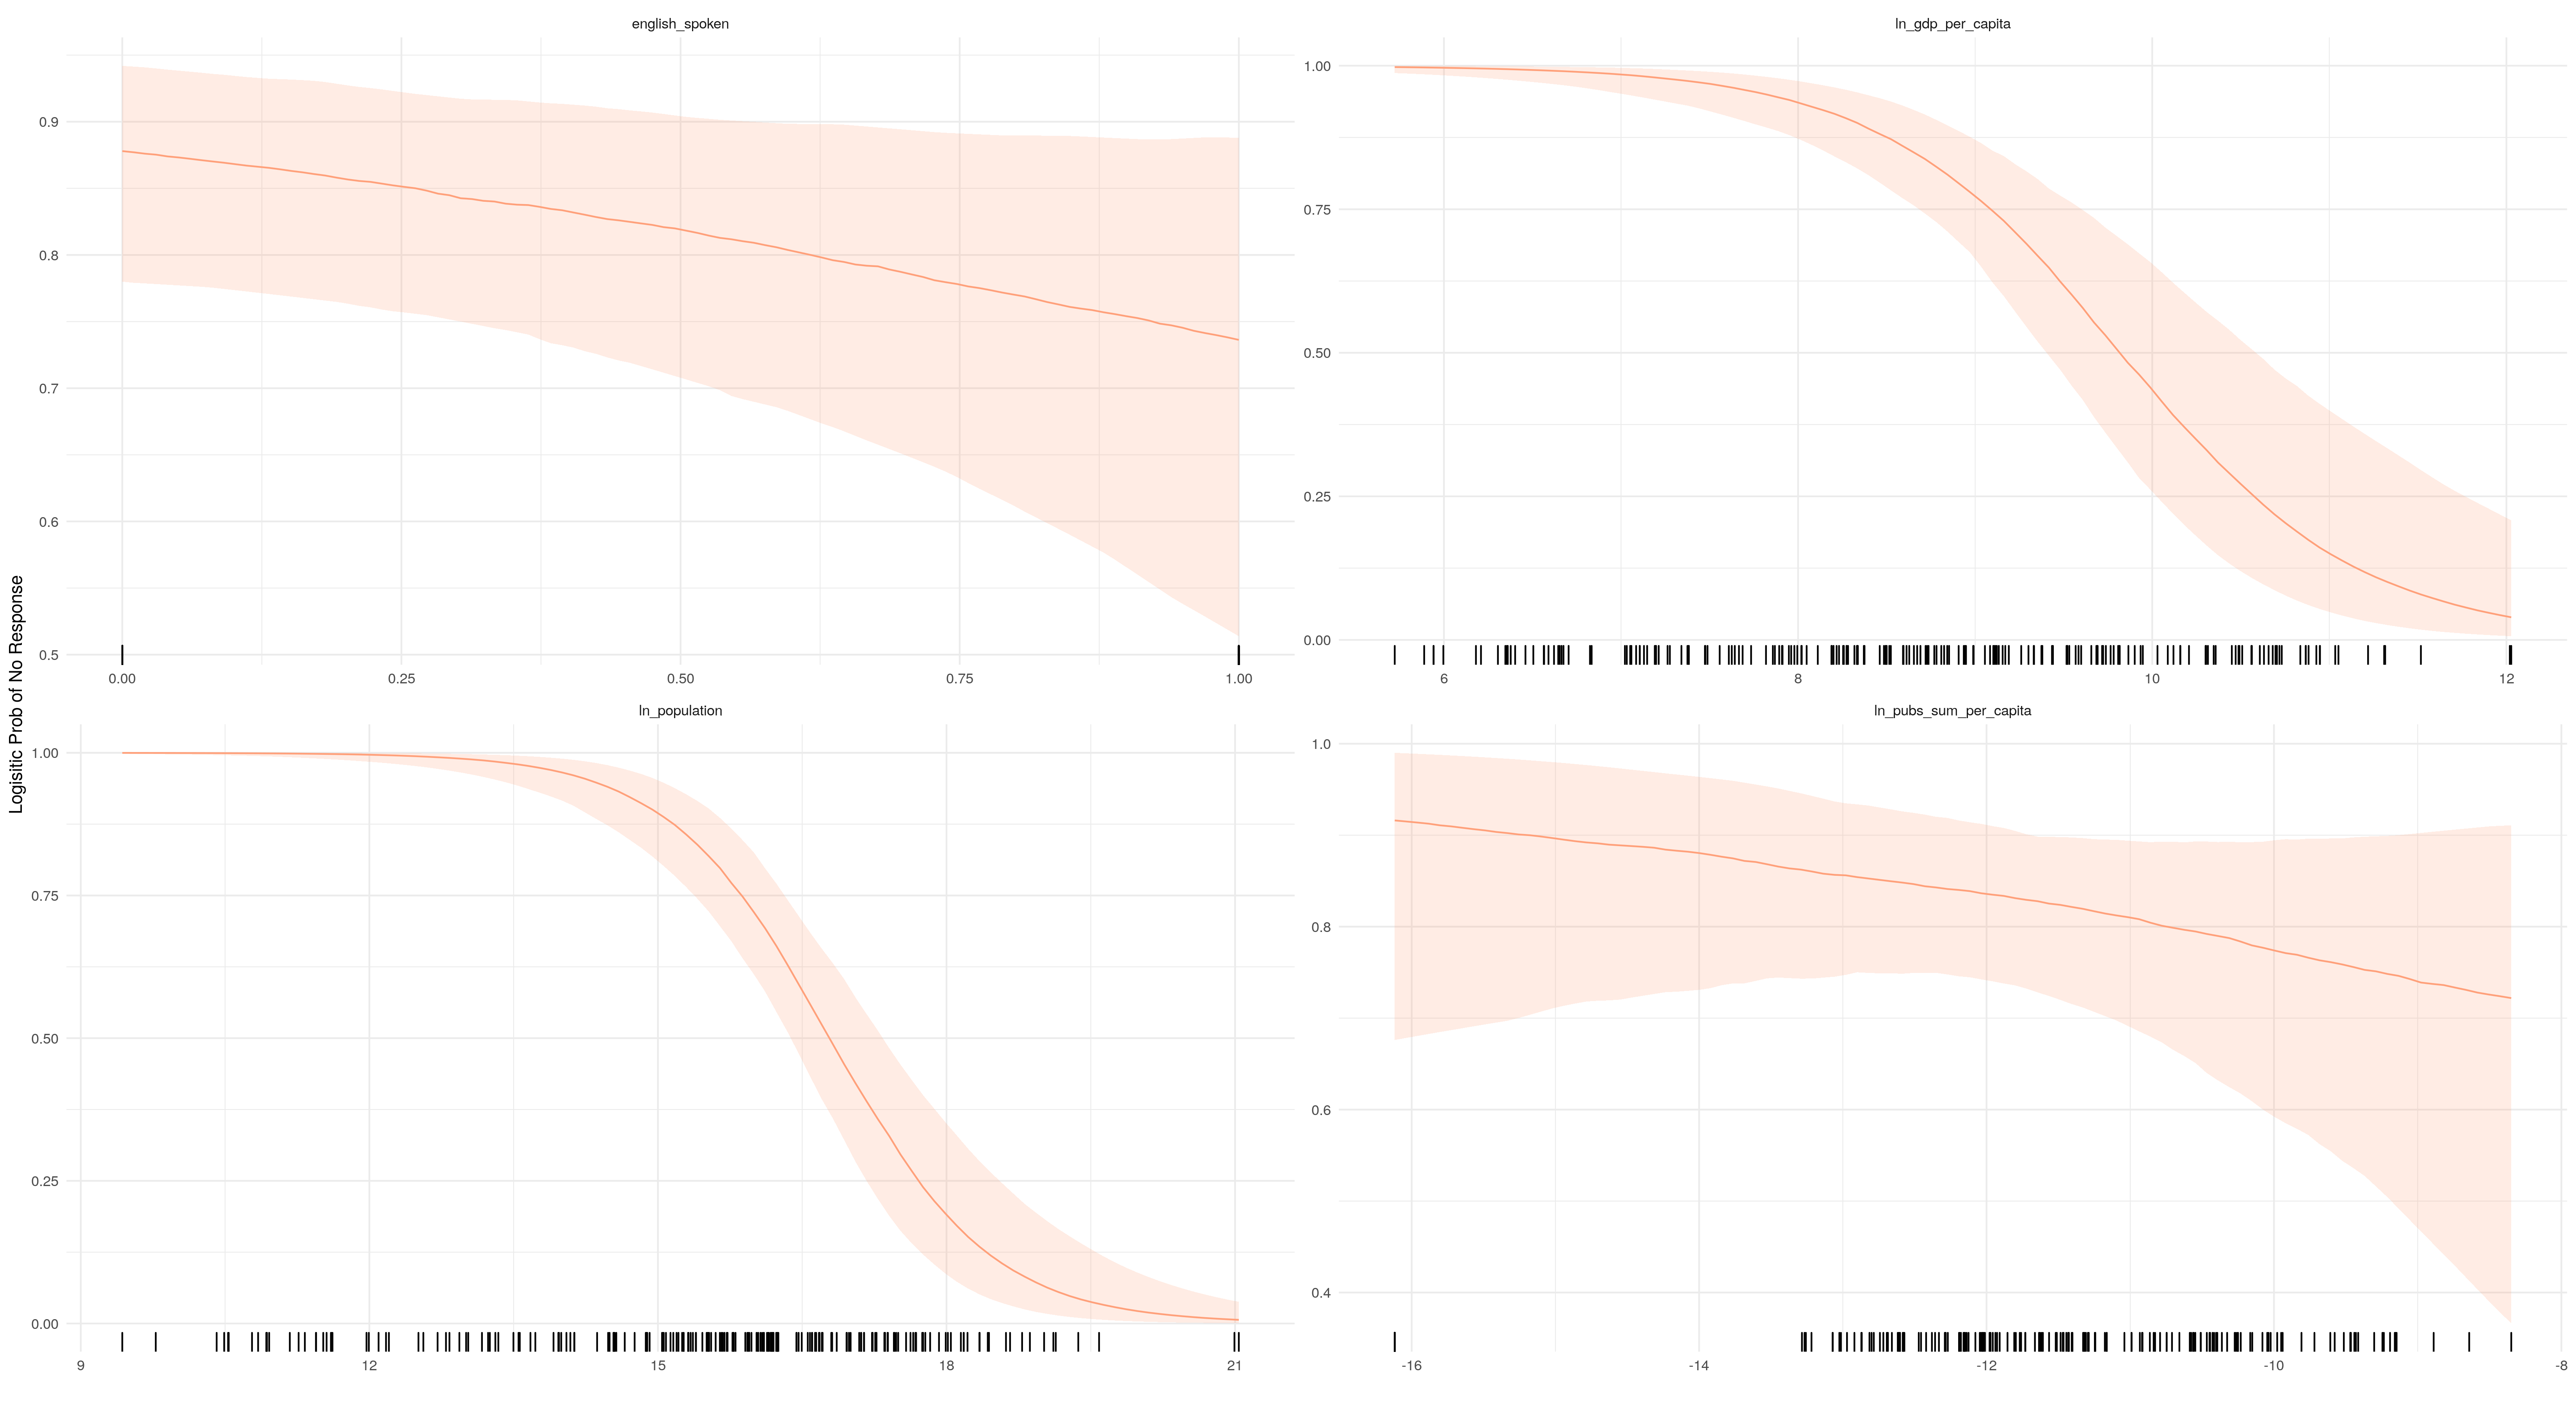 english_spoken
ln_gdp_per_capita
0.9
0.8
0.7
0.6
0.5
0.00 0.25 0.50 0.75 1.00
1.00
0.75
0.50
0.25
0.00
6 8 10 12
Logisitic Prob of No Response
ln_population
ln_pubs_sum_per_capita
1.00
0.75
0.50
0.25
0.00
9 12 15 18 21
1.0
0.8
0.6
0.4
-16 -14 -12 -10 -8